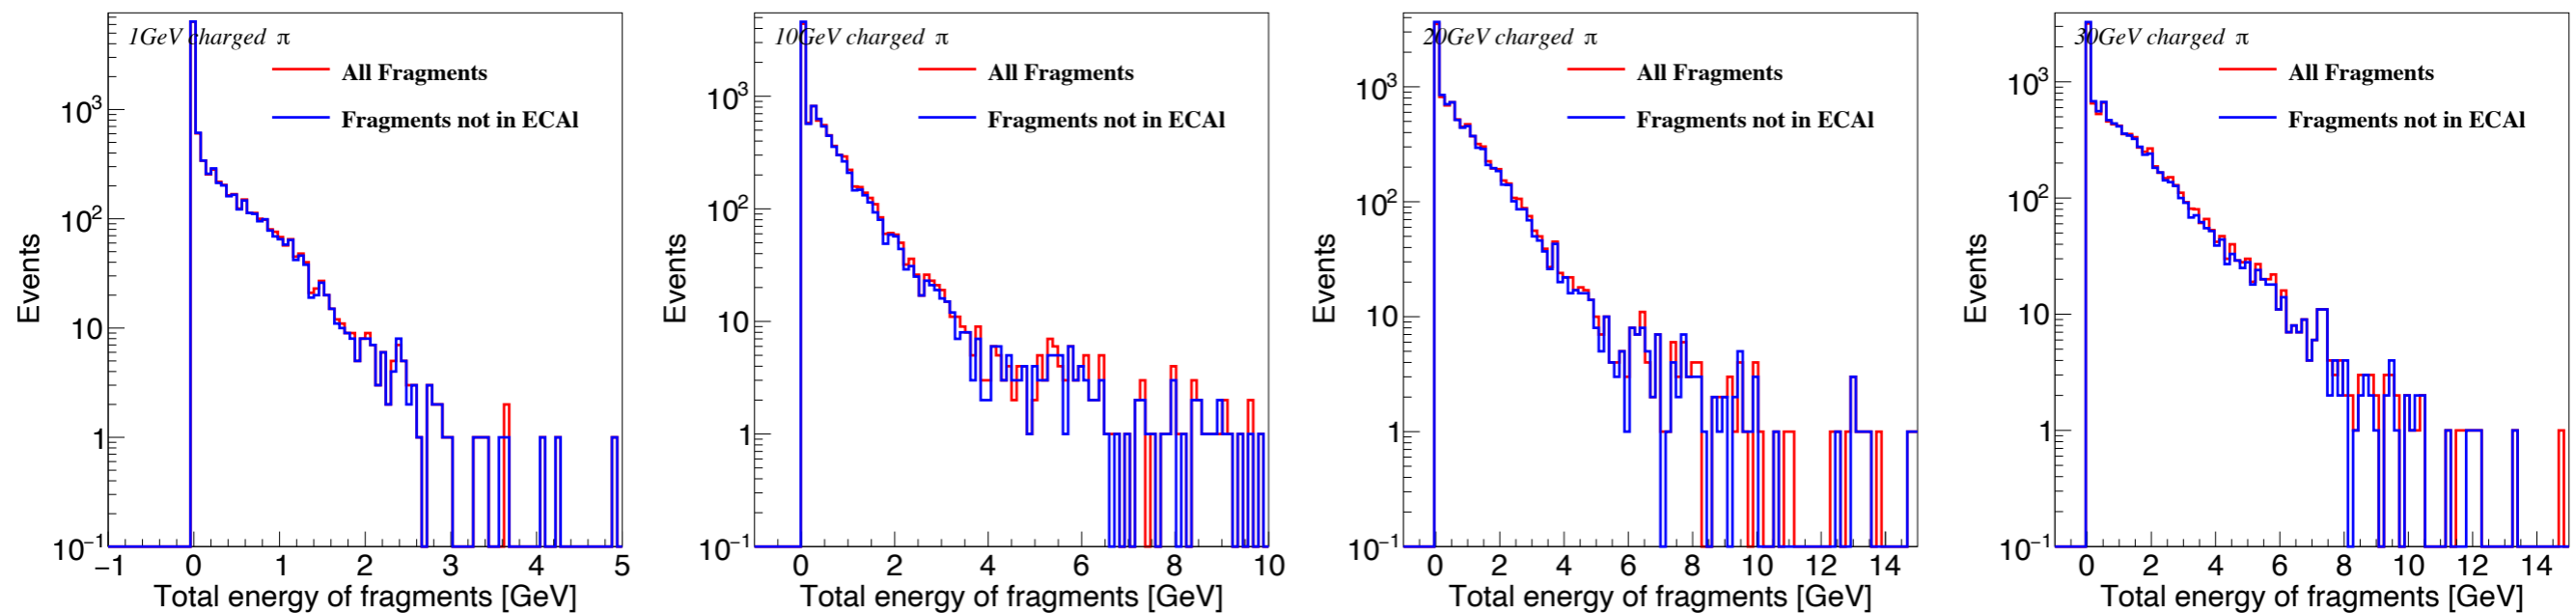 1GeV charged π
All Fragments
Fragments not in ECAl
10³
10²
10
1
10⁻¹
Events
−1 0 1 2 3 4 5
Total energy of fragments [GeV]
10GeV charged π
All Fragments
Fragments not in ECAl
10³
10²
10
1
10⁻¹
Events
0 2 4 6 8 10
Total energy of fragments [GeV]
20GeV charged π
All Fragments
Fragments not in ECAl
10³
10²
10
1
10⁻¹
Events
0 2 4 6 8 10 12 14
Total energy of fragments [GeV]
30GeV charged π
All Fragments
Fragments not in ECAl
10³
10²
10
1
10⁻¹
Events
0 2 4 6 8 10 12 14
Total energy of fragments [GeV]